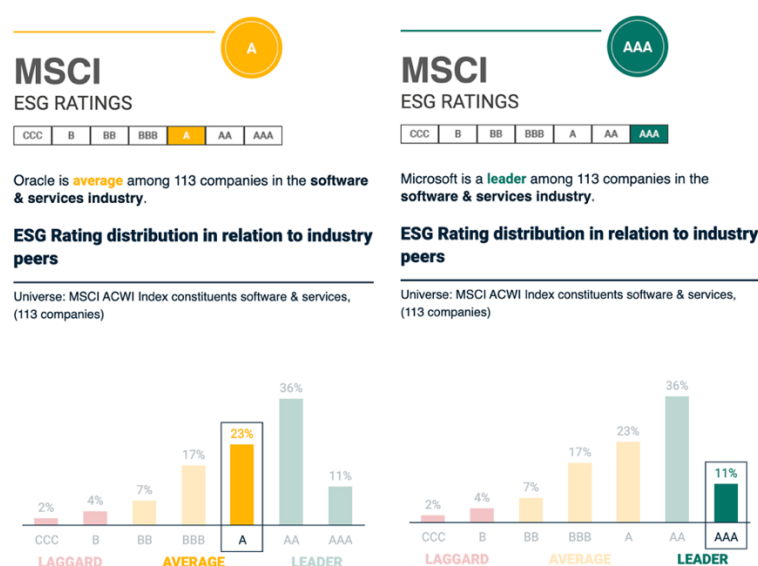 A
MSCI
ESG RATINGS
CCC B BB BBB A AA AAA
Oracle is average among 113 companies in the software
& services industry.
ESG Rating distribution in relation to industry
peers
Universe: MSCI ACWI Index constituents software & services,
(113 companies)
36%
23%
17%
11%
7%
4%
2%
CCC B BB BBB A AA AAA
LAGGARD AVERAGE LEADER
AAA
MSCI
ESG RATINGS
CCC B BB BBB A AA AAA
Microsoft is a leader among 113 companies in the
software & services industry.
ESG Rating distribution in relation to industry
peers
Universe: MSCI ACWI Index constituents software & services,
(113 companies)
36%
23%
17%
11%
7%
4%
2%
CCC B BB BBB A AA AAA
LAGGARD AVERAGE LEADER